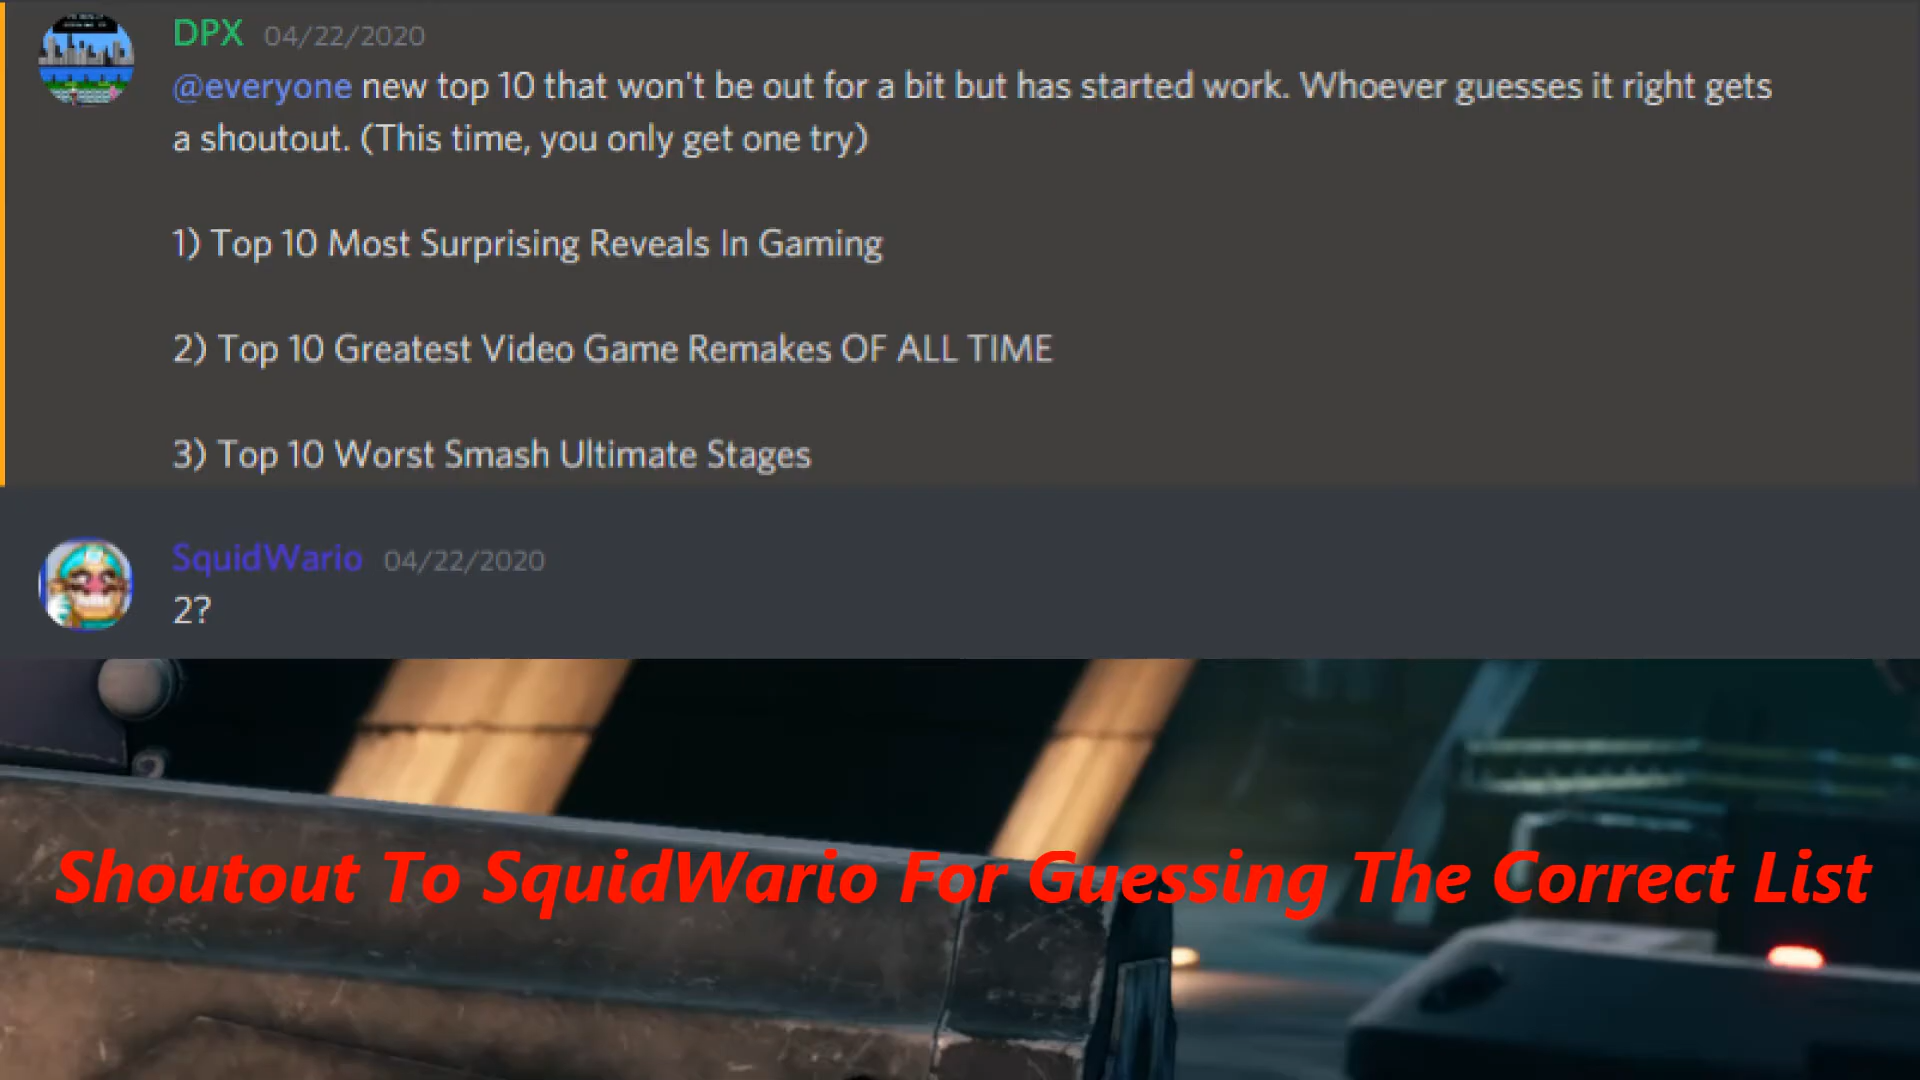 DPX 04/22/2020
@everyone new top 10 that won't be out for a bit but has started work. Whoever guesses it right gets
a shoutout. (This time, you only get one try)
1) Top 10 Most Surprising Reveals In Gaming
2) Top 10 Greatest Video Game Remakes OF ALL TIME
3) Top 10 Worst Smash Ultimate Stages
SquidWario 04/22/2020
2?
Shoutout To SquidWario For Guessing The Correct List